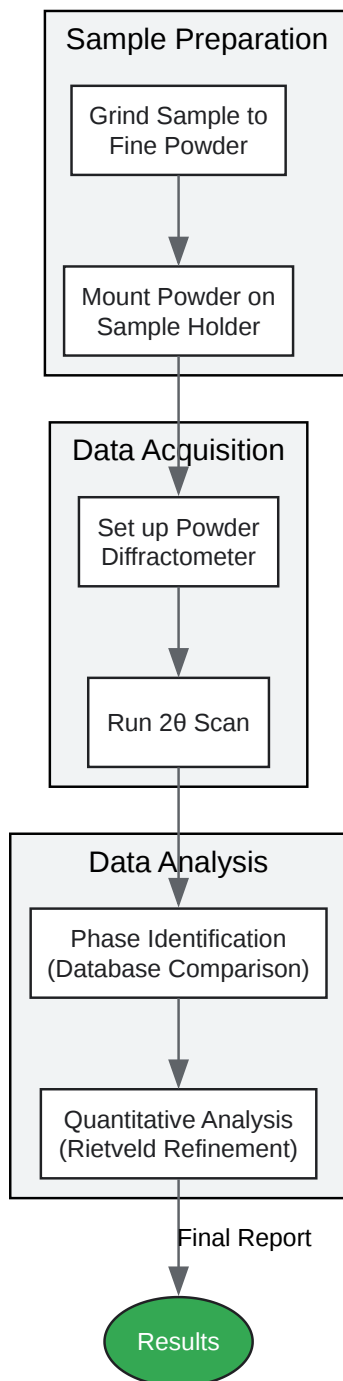 Sample Preparation
Grind Sample to
Fine Powder
Mount Powder on
Sample Holder
Data Acquisition
Set up Powder
Diffractometer
Run 2θ Scan
Data Analysis
Phase Identification
(Database Comparison)
Quantitative Analysis
(Rietveld Refinement)
Final Report
Results